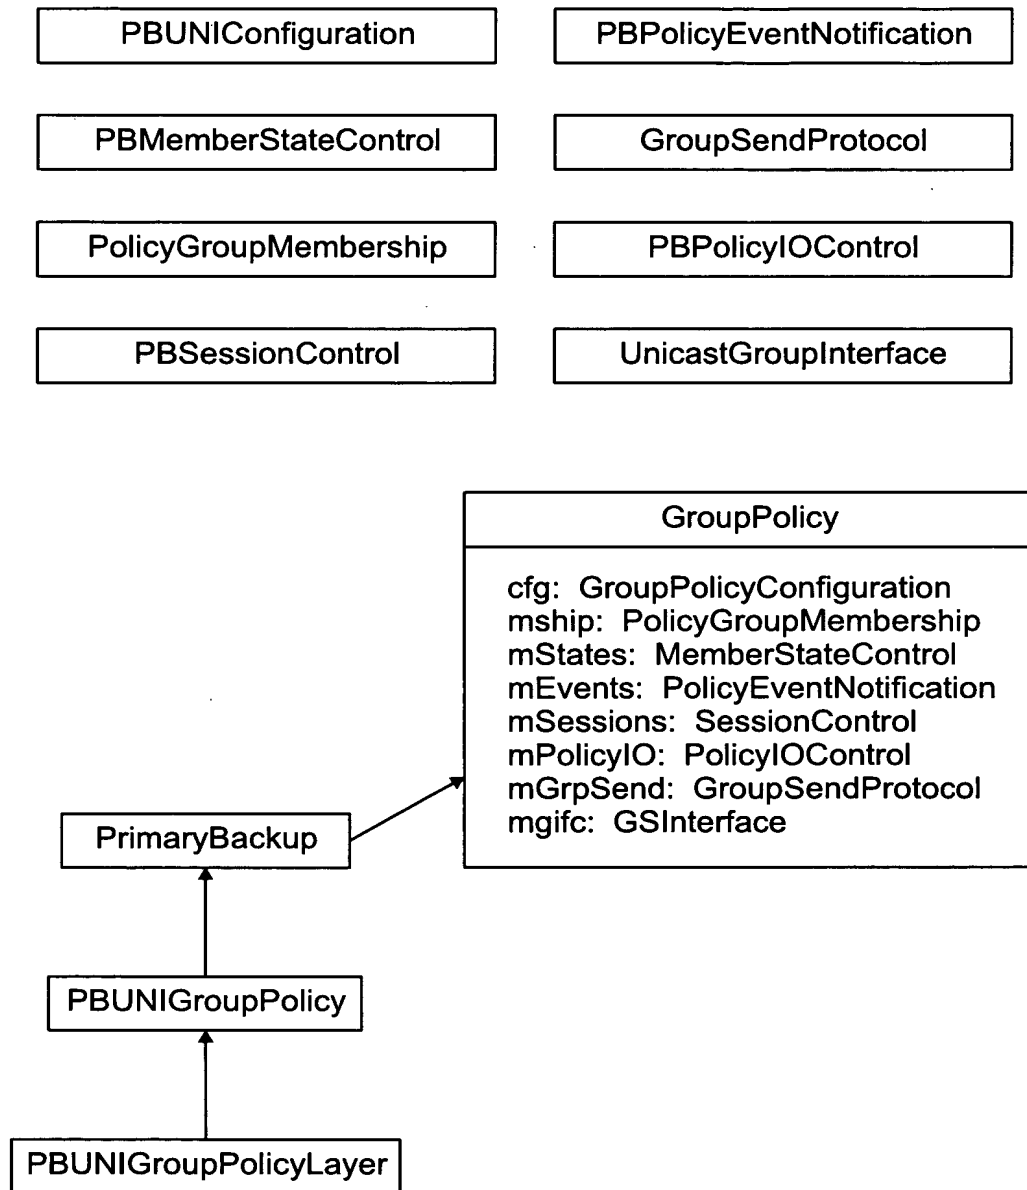 PBUNIConfiguration
PBPolicyEventNotification
PBMemberStateControl
GroupSendProtocol
PolicyGroupMembership
PBPolicyIOControl
PBSessionControl
UnicastGroupInterface
GroupPolicy
cfg: GroupPolicyConfiguration
mship: PolicyGroupMembership
mStates: MemberStateControl
mEvents: PolicyEventNotification
mSessions: SessionControl
mPolicyIO: PolicyIOControl
mGrpSend: GroupSendProtocol
mgifc: GSInterface
PrimaryBackup
PBUNIGroupPolicy
PBUNIGroupPolicyLayer